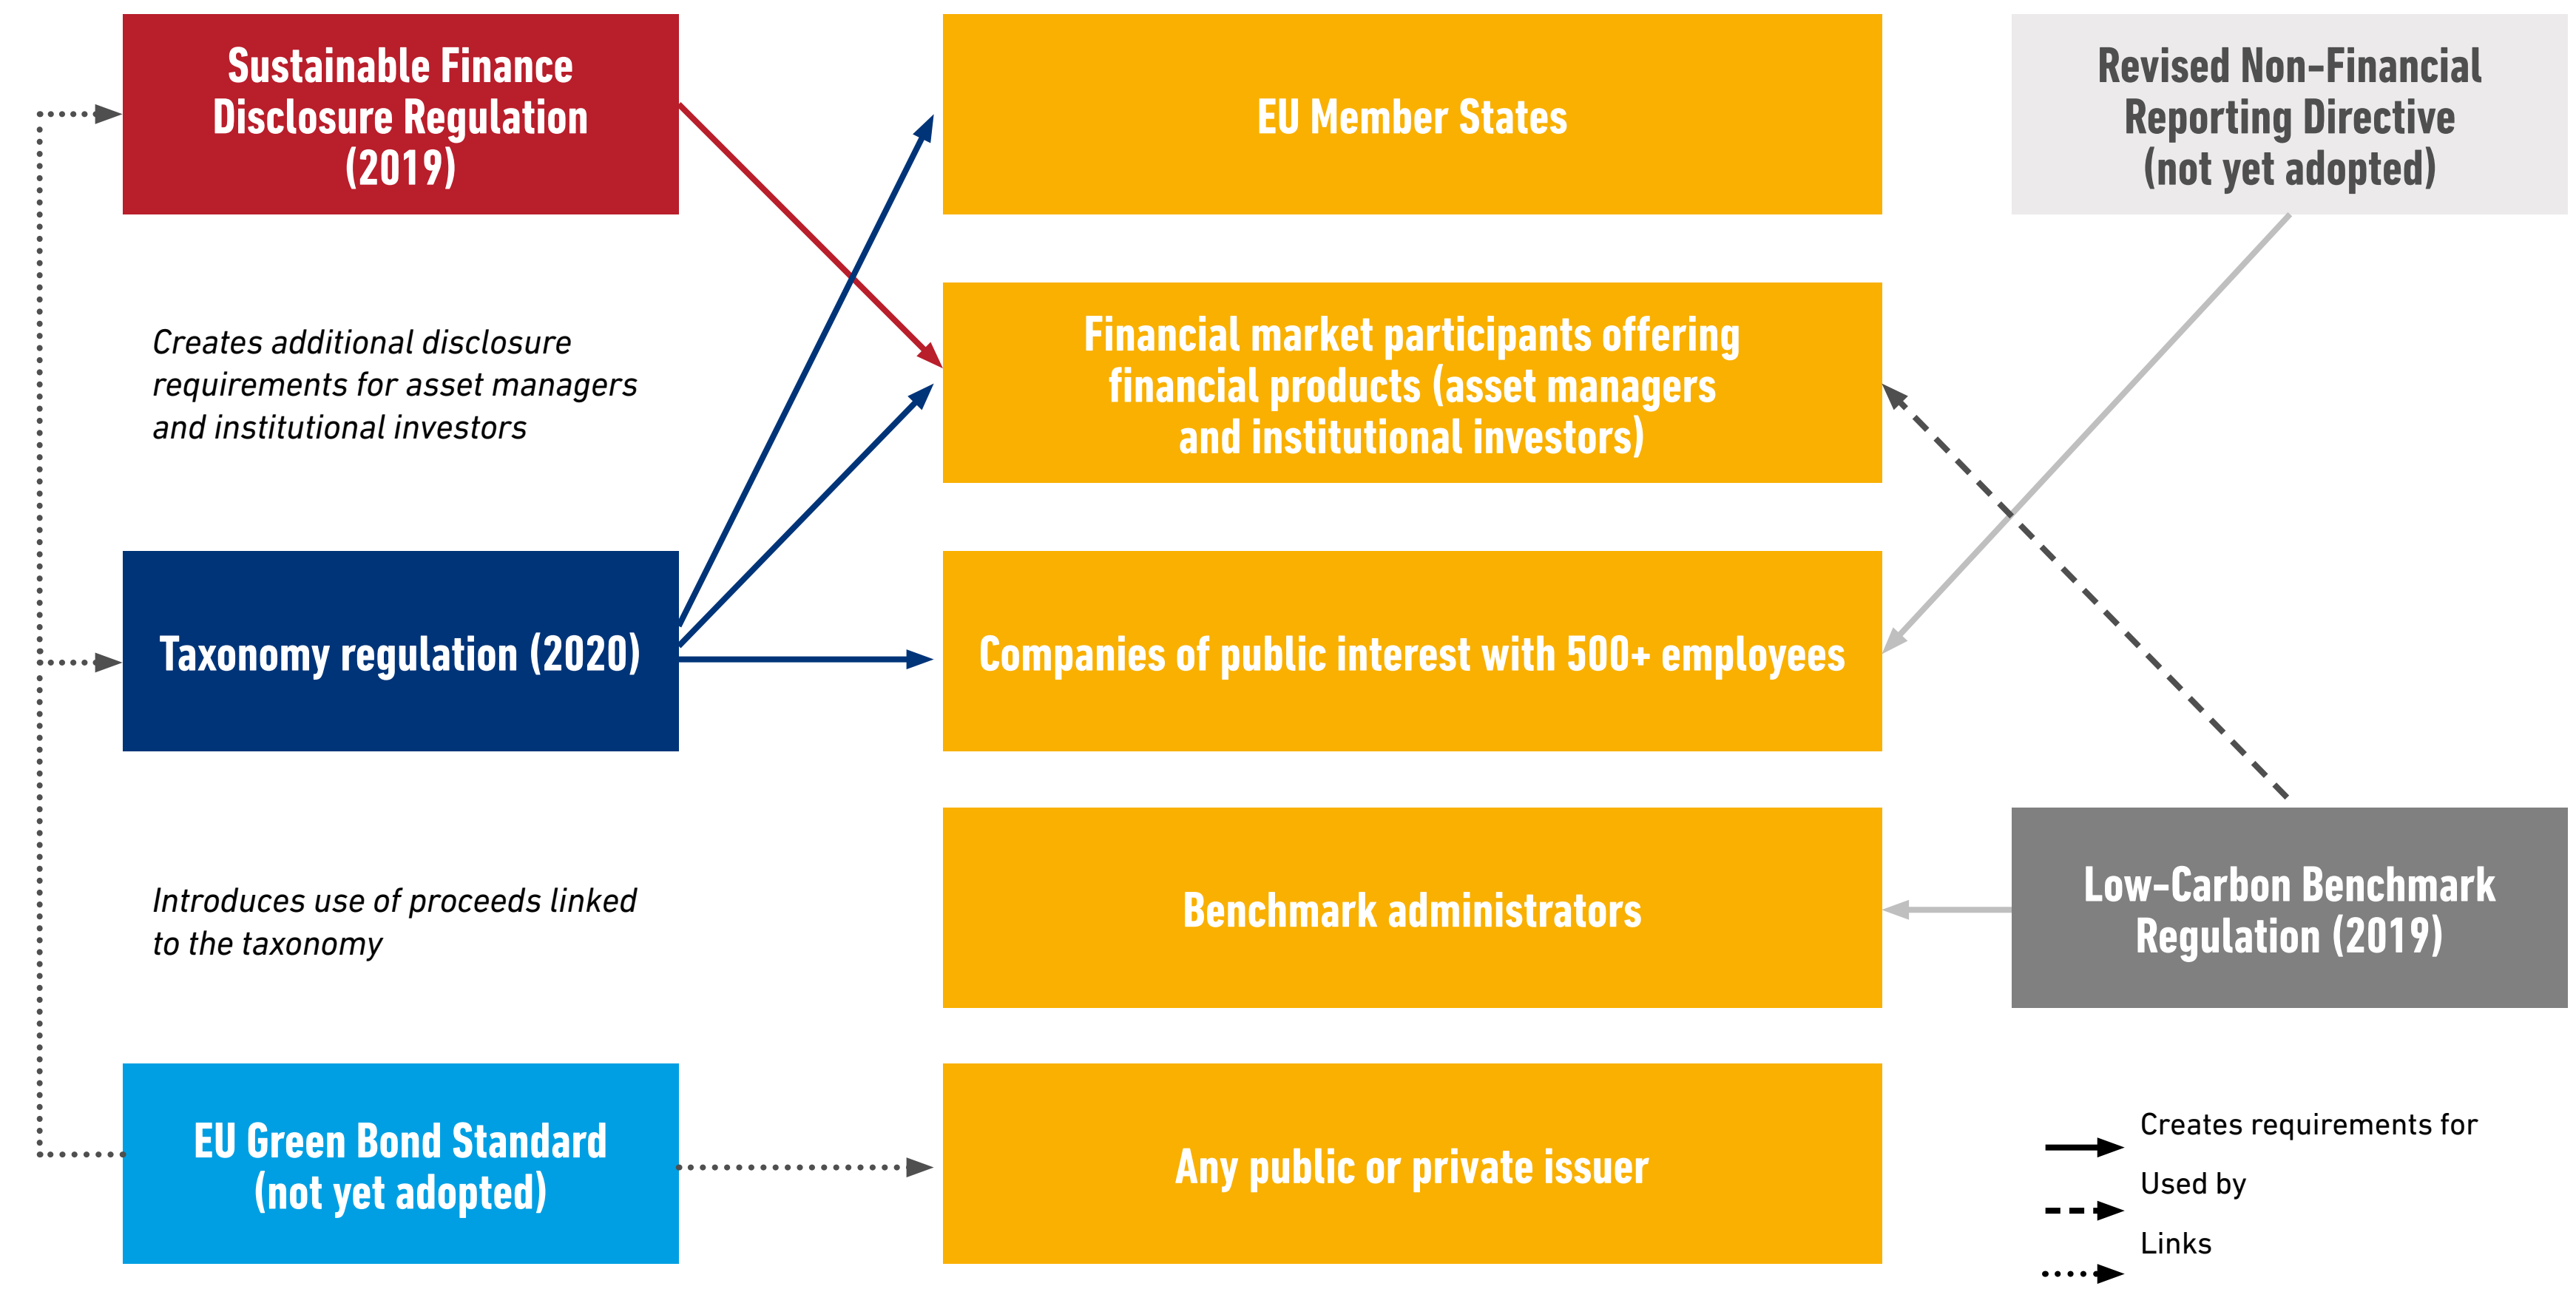 Sustainable Finance
Disclosure Regulation
(2019)
Creates additional disclosure
requirements for asset managers
and institutional investors
Taxonomy regulation (2020)
Introduces use of proceeds linked
to the taxonomy
EU Green Bond Standard
(not yet adopted)
EU Member States
Financial market participants offering
financial products (asset managers
and institutional investors)
Companies of public interest with 500+ employees
Benchmark administrators
Any public or private issuer
Revised Non-Financial
Reporting Directive
(not yet adopted)
Low-Carbon Benchmark
Regulation (2019)
Creates requirements for
Used by
Links